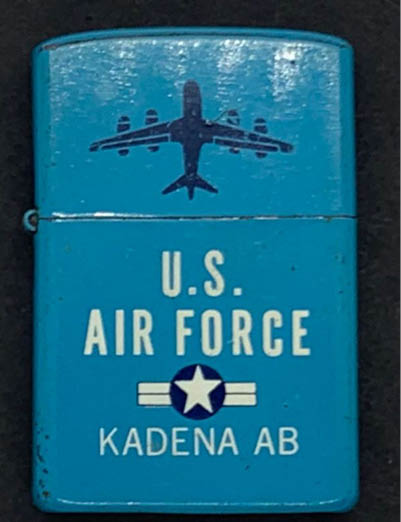 U.S.
AIR FORCE
KADENA AB